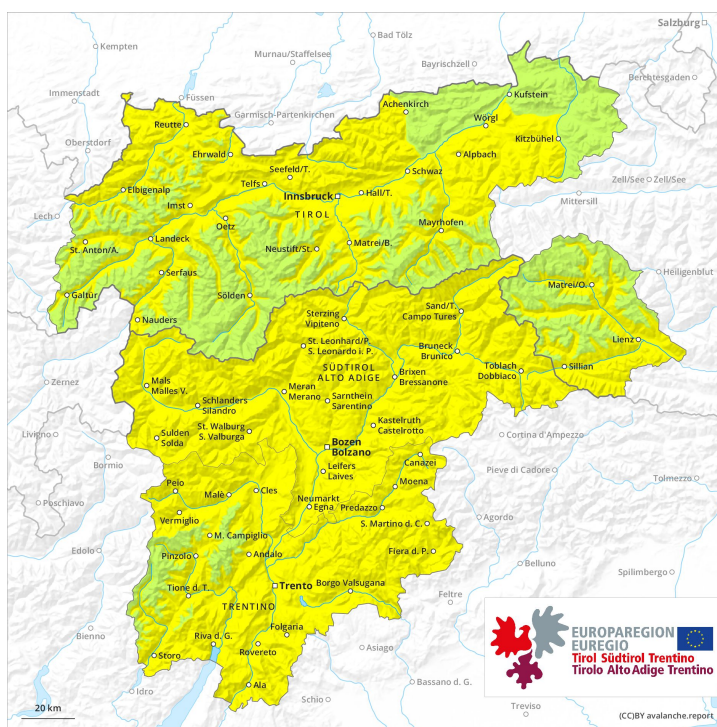 Salzburg
Kempten
Bad Tölz
Murnau/Staffelsee
Bayrischzell
Berchtesgaden
Immenstadt
Füssen
Garmisch-Partenkirchen
Achenkirch
Kufstein
Reutte
Wörgl
Oberstdorf
Ehrwald
Kitzbühel
Alpbach
Seefeld/T.
Schwaz
Zell/See
Zell/See
Elbigenalp
Telfs
Innsbruck
Hall/T.
Mittersill
Imst
TIROL
Lech
Oetz
Mayrhofen
St. Anton/A.
Landeck
Neustift/St.
Matrei/B.
Heiligenblut
Serfaus
Matrei/O.
Galtür
Sölden
Nauders
Sterzing
Vipiteno
Sand/T.
Campo Tures
Lienz
St. Leonhard/P.
S. Leonardo i. P.
Bruneck
Brunico
Toblach
Dobbiaco
Sillian
SÜDTIROL
ALTO ADIGE
Brixen
Bressanone
Zernez
Mals
Malles V.
Meran
Merano
Schlanders
Silandro
Sarnthein
Sarentino
St. Walburg
S. Valburga
Kastelruth
Castelrotto
Livigno
Sulden
Solda
Bozen
Bolzano
Cortina d'Ampezzo
Bormio
Leifers
Laives
Canazei
Pieve di Cadore
Tolmezzo
Peio
Malè
Cles
Neumarkt
Egna
Moena
Predazzo
Poschiavo
Vermiglio
Agordo
S. Martino d. C.
M. Campiglio
Edolo
Pinzolo
Andalo
Fiera d. P.
Belluno
Spilimbergo
Tione d. T.
Trento
Borgo Valsugana
Feltre
TRENTINO
Bienno
Folgaria
Riva d. G.
Storo
Rovereto
Asiago
Bassano d. G.
Idro
Ala
Schio
Treviso
20 km
EUROPAREGION
EUREGIO
Tirol Südtirol Trentino
Tirolo Alto Adige Trentino
(CC)BY avalanche.report